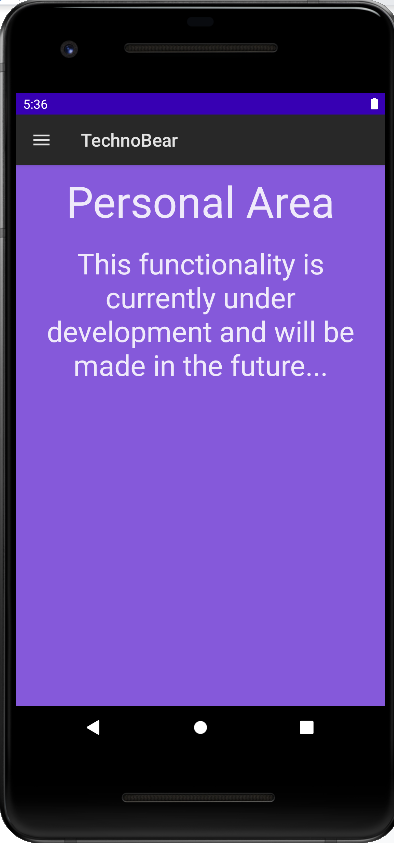 5:36
TechnoBear
Personal Area
This functionality is
currently under
development and will be
made in the future...